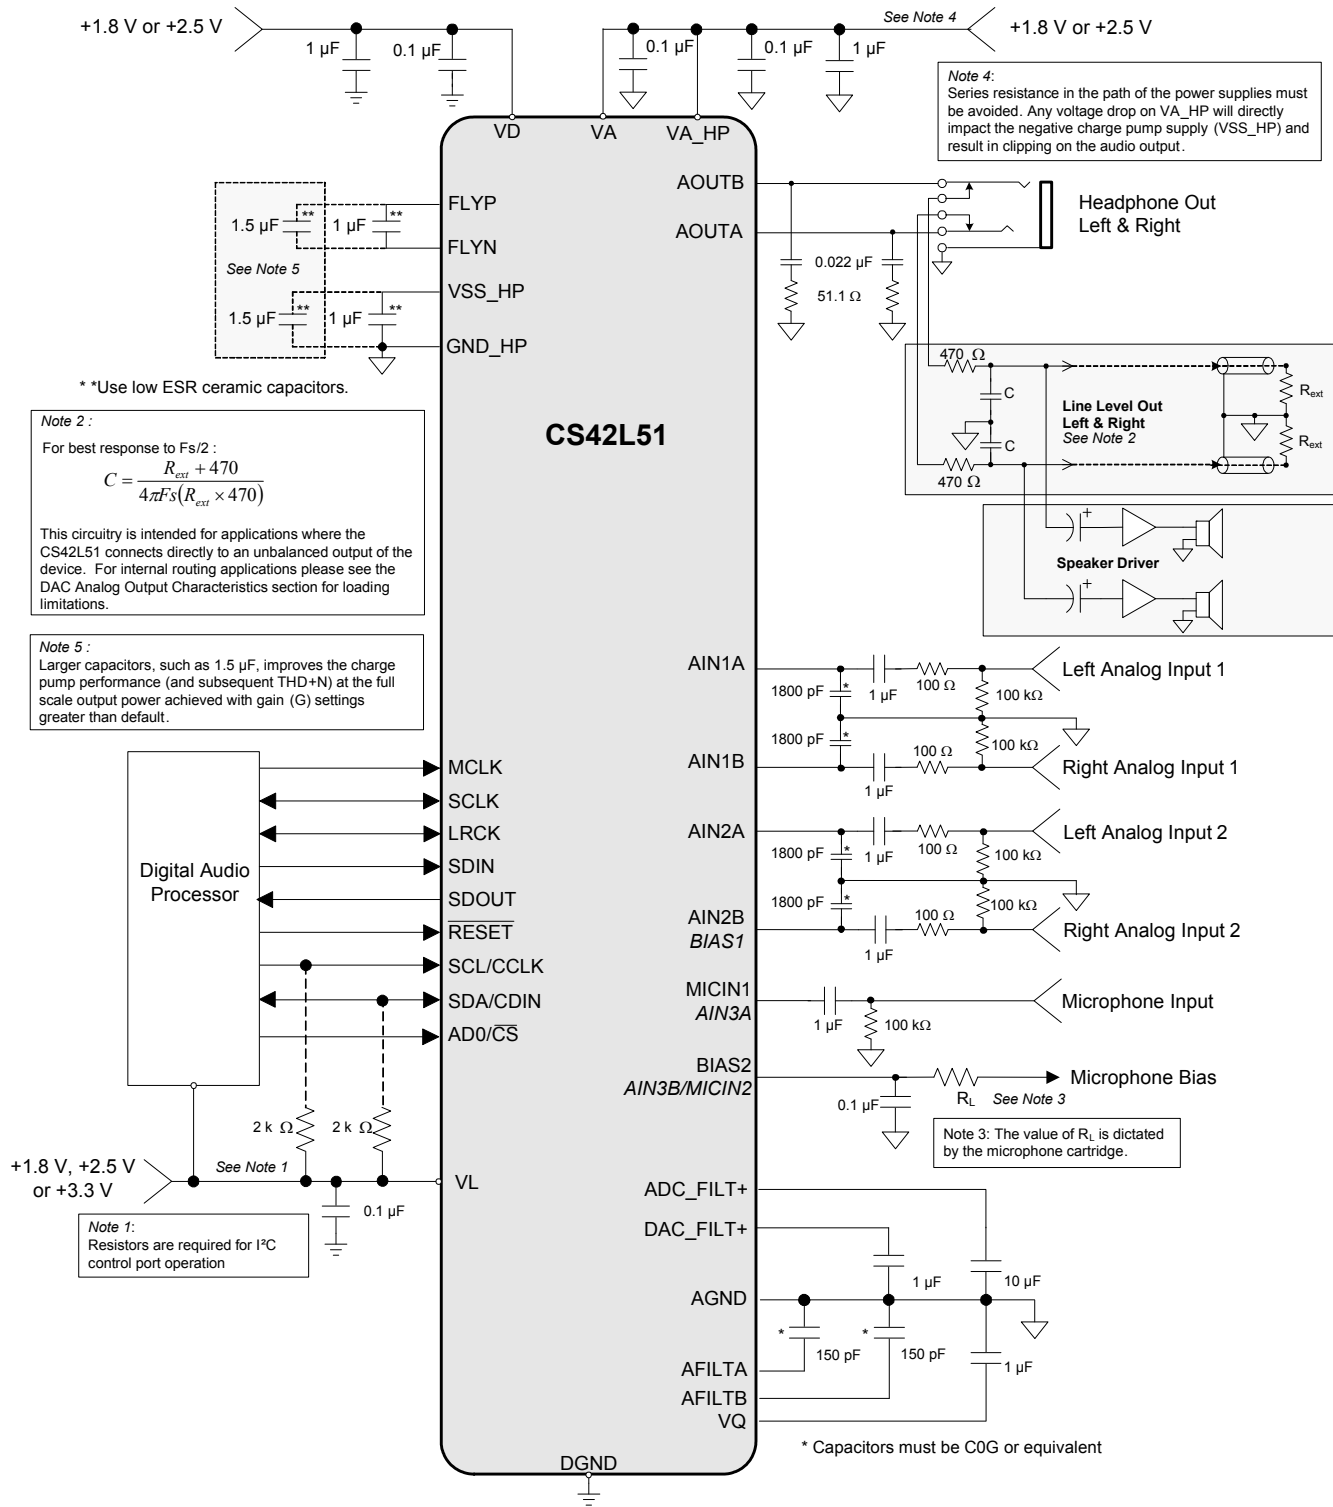 +1.8 V or +2.5 V
1 µF
0.1 µF
0.1 µF
0.1 µF
1 µF
See Note 4
+1.8 V or +2.5 V
Note 4:
Series resistance in the path of the power supplies must
be avoided. Any voltage drop on VA_HP will directly
impact the negative charge pump supply (VSS_HP) and
result in clipping on the audio output.
VD
VA
VA_HP
FLYP
FLYN
VSS_HP
GND_HP
1.5 µF
**
1 µF
**
See Note 5
1.5 µF
**
1 µF
**
* *Use low ESR ceramic capacitors.
AOUTB
AOUTA
Headphone Out
Left & Right
0.022 µF
51.1 Ω
470 Ω
C
C
470 Ω
Line Level Out
Left & Right
See Note 2
Rext
Rext
Speaker Driver
+
+
CS42L51
Note 2 :
For best response to Fs/2 :
C = (Rext + 470) / (4πFs(Rext × 470))
This circuitry is intended for applications where the
CS42L51 connects directly to an unbalanced output of the
device. For internal routing applications please see the
DAC Analog Output Characteristics section for loading
limitations.
Note 5 :
Larger capacitors, such as 1.5 µF, improves the charge
pump performance (and subsequent THD+N) at the full
scale output power achieved with gain (G) settings
greater than default.
Digital Audio
Processor
MCLK
SCLK
LRCK
SDIN
SDOUT
RESET
SCL/CCLK
SDA/CDIN
AD0/CS
2 k Ω
2 k Ω
+1.8 V, +2.5 V
or +3.3 V
See Note 1
VL
0.1 µF
Note 1:
Resistors are required for I²C
control port operation
AIN1A
1800 pF
*
1 µF
100 Ω
100 kΩ
Left Analog Input 1
AIN1B
1800 pF
*
1 µF
100 Ω
100 kΩ
Right Analog Input 1
AIN2A
1800 pF
*
1 µF
100 Ω
100 kΩ
Left Analog Input 2
AIN2B
BIAS1
1800 pF
*
1 µF
100 Ω
100 kΩ
Right Analog Input 2
MICIN1
AIN3A
1 µF
100 kΩ
Microphone Input
BIAS2
AIN3B/MICIN2
0.1 µF
RL
See Note 3
Microphone Bias
Note 3: The value of RL is dictated
by the microphone cartridge.
ADC_FILT+
DAC_FILT+
1 µF
10 µF
AGND
*
150 pF
*
150 pF
1 µF
AFILTA
AFILTB
VQ
* Capacitors must be C0G or equivalent
DGND